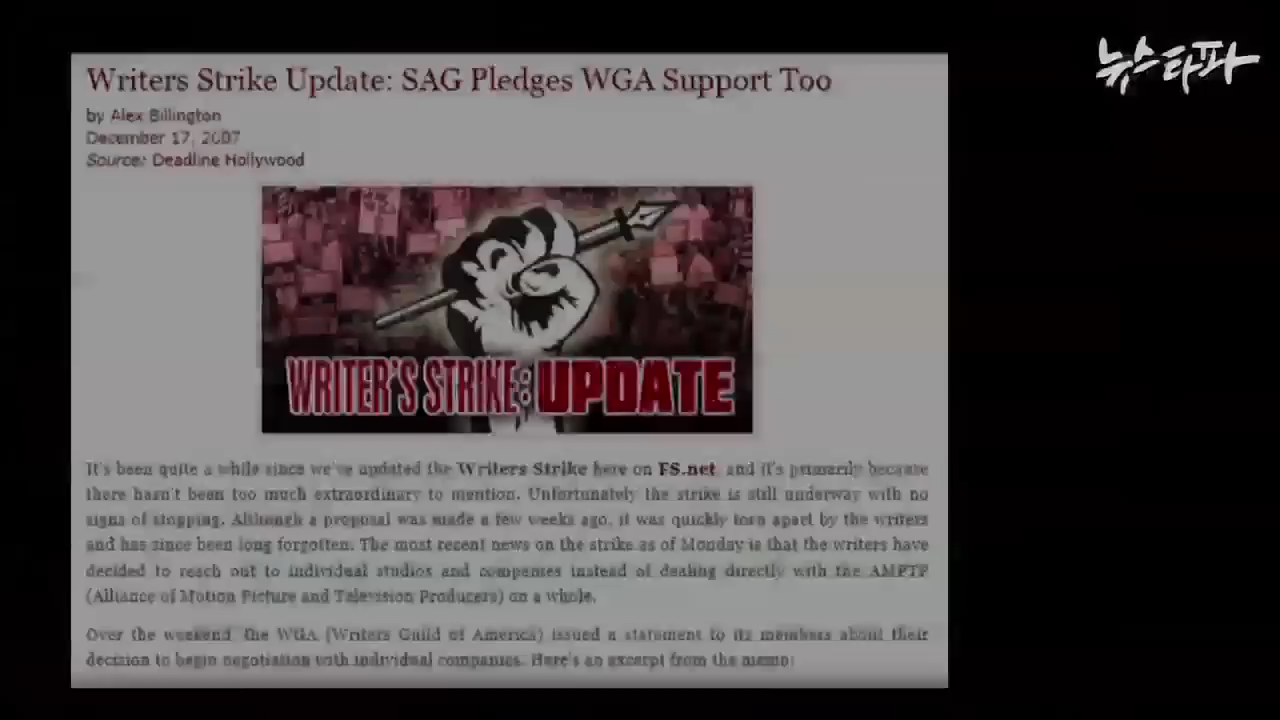 뉴스타파
Writers Strike Update: SAG Pledges WGA Support Too
by Alex Billington
December 17, 2007
Source: Deadline Hollywood
WRITER'S STRIKE: UPDATE
It's been quite a while since we've updated the Writers Strike here on FS.net, and it's primarily because
there hasn't been too much extraordinary to mention. Unfortunately the strike is still underway with no
signs of stopping. Although a proposal was made a few weeks ago, it was quickly torn apart by the writers
and has since been long forgotten. The most recent news on the strike as of Monday is that the writers have
decided to reach out to individual studios and companies instead of dealing directly with the AMPTP
(Alliance of Motion Picture and Television Producers) on a whole.
Over the weekend, the WGA (Writers Guild of America) issued a statement to its members about their
decision to begin negotiation with individual companies. Here's an excerpt from the memo: